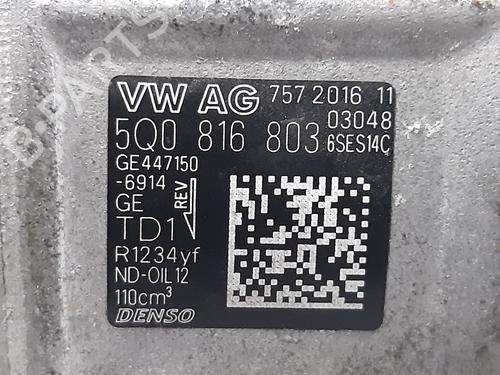 VW AG 757 2016 11
03048
5Q0 816 803 6SES14C
GE447150
-6914
GE REV
TD1
R1234yf
ND-OIL12
110cm³
DENSO
B-PARTS